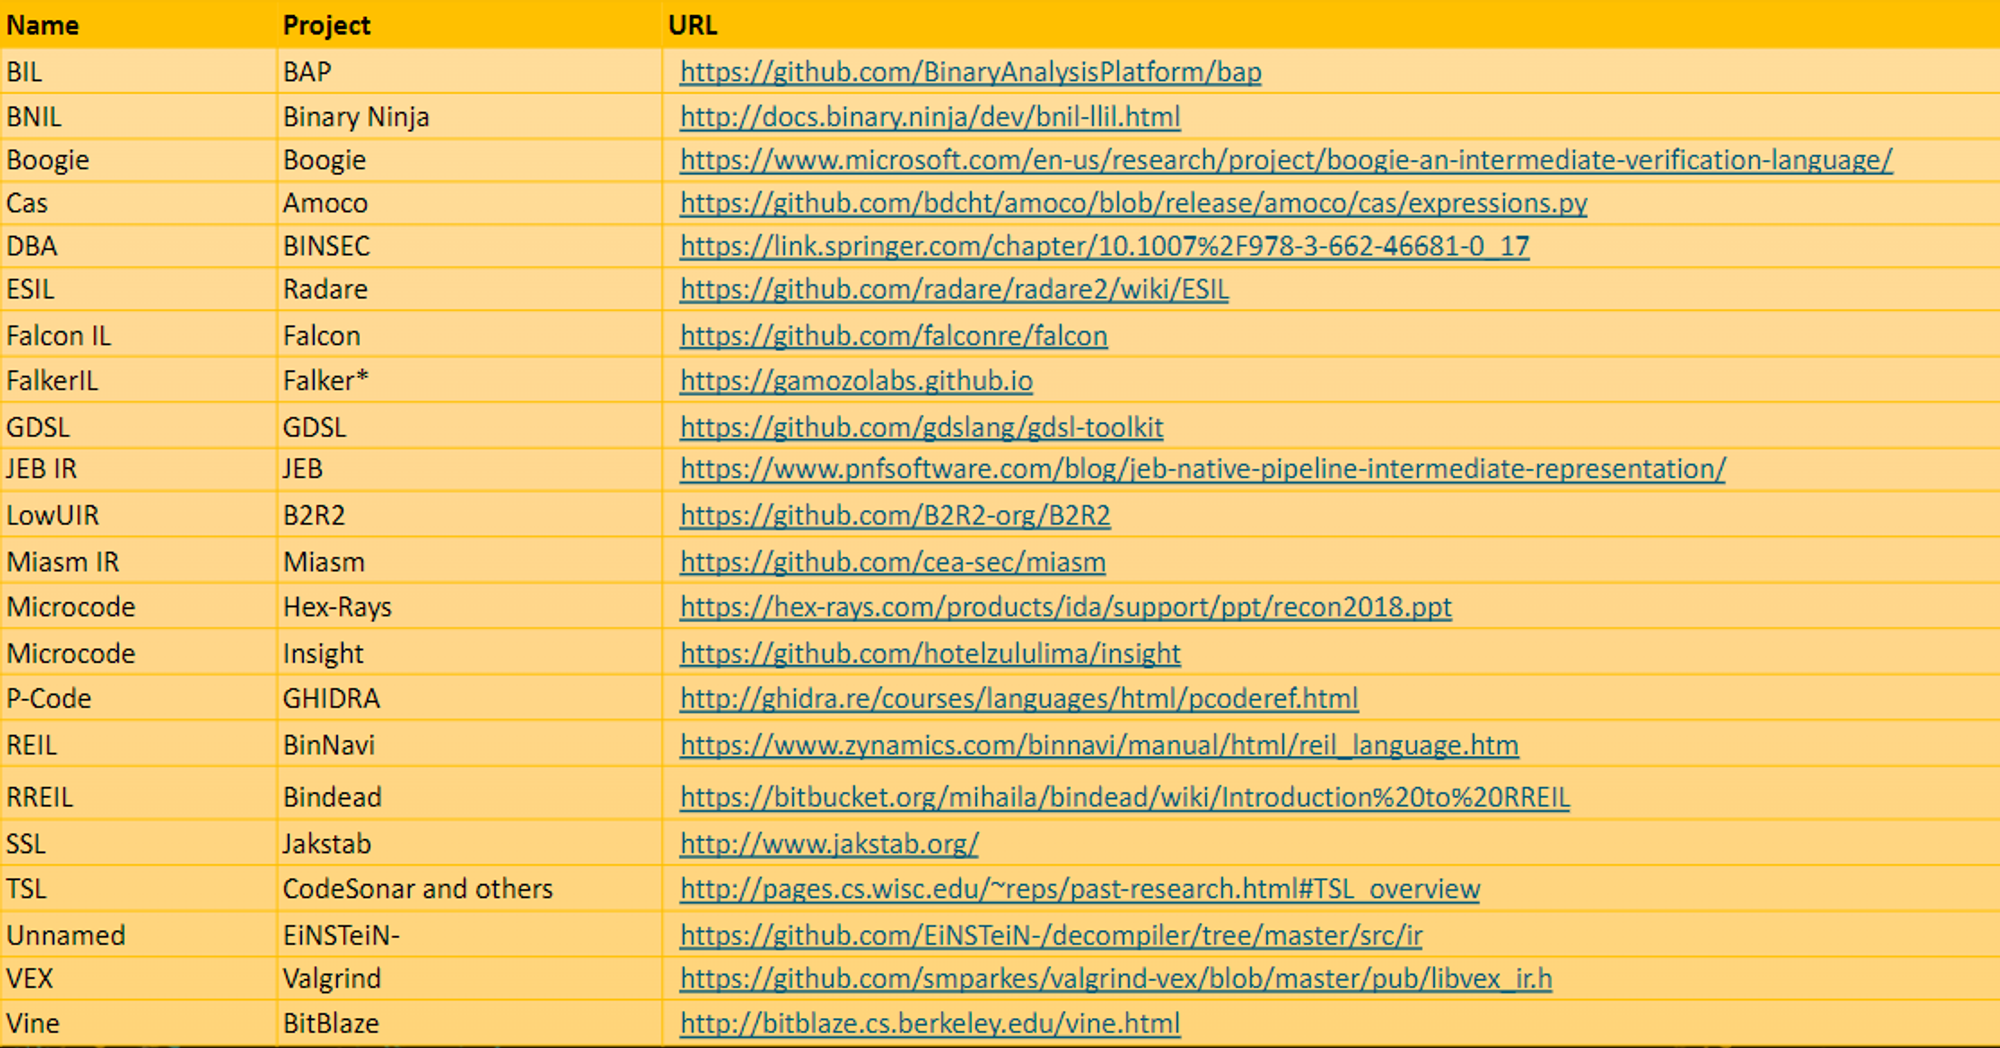 Name Project URL
BIL BAP https://github.com/BinaryAnalysisPlatform/bap
BNIL Binary Ninja http://docs.binary.ninja/dev/bnil-llil.html
Boogie Boogie https://www.microsoft.com/en-us/research/project/boogie-an-intermediate-verification-language/
Cas Amoco https://github.com/bdcht/amoco/blob/release/amoco/cas/expressions.py
DBA BINSEC https://link.springer.com/chapter/10.1007%2F978-3-662-46681-0_17
ESIL Radare https://github.com/radare/radare2/wiki/ESIL
Falcon IL Falcon https://github.com/falconre/falcon
FalkerIL Falker* https://gamozolabs.github.io
GDSL GDSL https://github.com/gdslang/gdsl-toolkit
JEB IR JEB https://www.pnfsoftware.com/blog/jeb-native-pipeline-intermediate-representation/
LowUIR B2R2 https://github.com/B2R2-org/B2R2
Miasm IR Miasm https://github.com/cea-sec/miasm
Microcode Hex-Rays https://hex-rays.com/products/ida/support/ppt/recon2018.ppt
Microcode Insight https://github.com/hotelzululima/insight
P-Code GHIDRA http://ghidra.re/courses/languages/html/pcoderef.html
REIL BinNavi https://www.zynamics.com/binnavi/manual/html/reil_language.htm
RREIL Bindead https://bitbucket.org/mihaila/bindead/wiki/Introduction%20to%20RREIL
SSL Jakstab http://www.jakstab.org/
TSL CodeSonar and others http://pages.cs.wisc.edu/~reps/past-research.html#TSL_overview
Unnamed EiNSTeiN- https://github.com/EiNSTeiN-/decompiler/tree/master/src/ir
VEX Valgrind https://github.com/smparkes/valgrind-vex/blob/master/pub/libvex_ir.h
Vine BitBlaze http://bitblaze.cs.berkeley.edu/vine.html